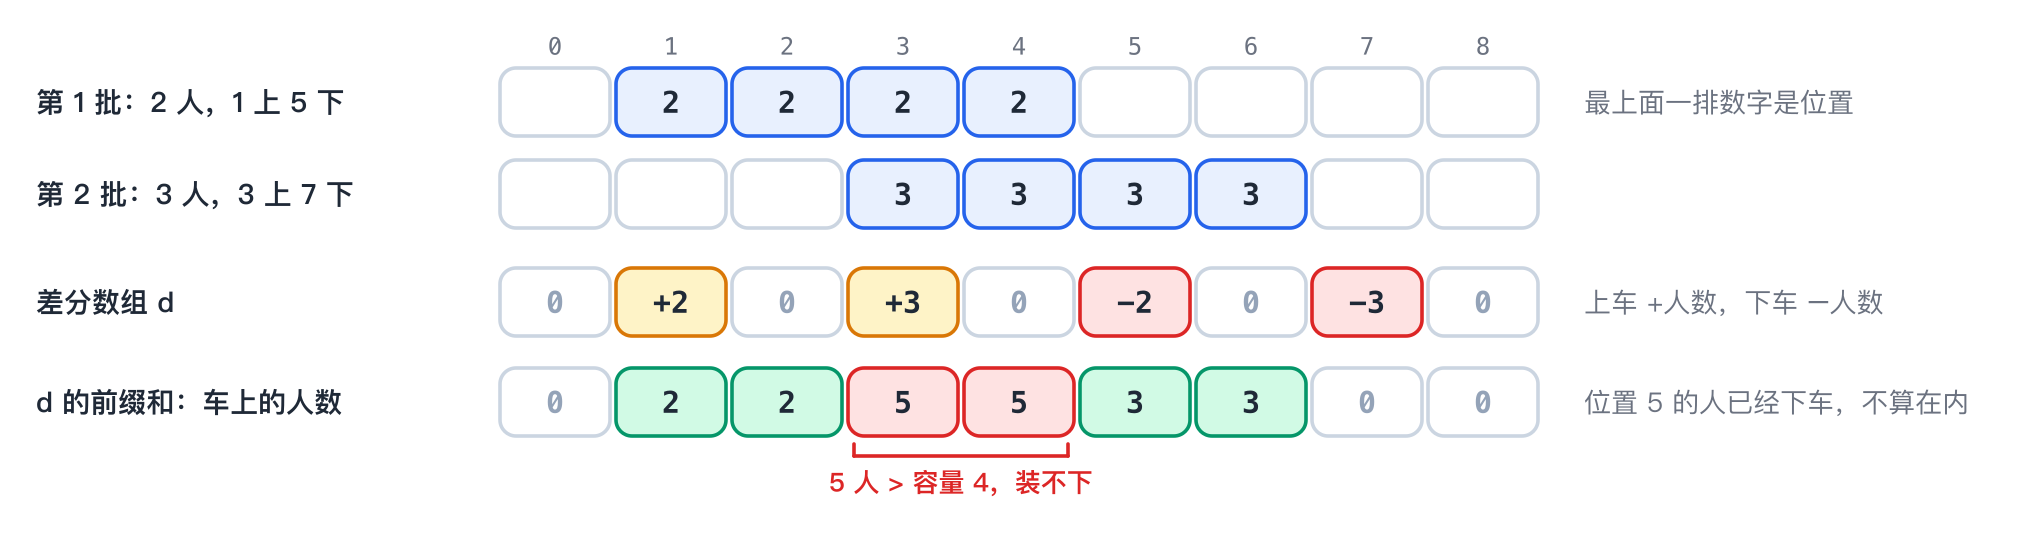 0 1 2 3 4 5 6 7 8
第 1 批：2 人，1 上 5 下 2 2 2 2 最上面一排数字是位置
第 2 批：3 人，3 上 7 下 3 3 3 3
差分数组 d 0 +2 0 +3 0 −2 0 −3 0 上车 +人数，下车 −人数
d 的前缀和：车上的人数 0 2 2 5 5 3 3 0 0 位置 5 的人已经下车，不算在内
5 人 > 容量 4，装不下